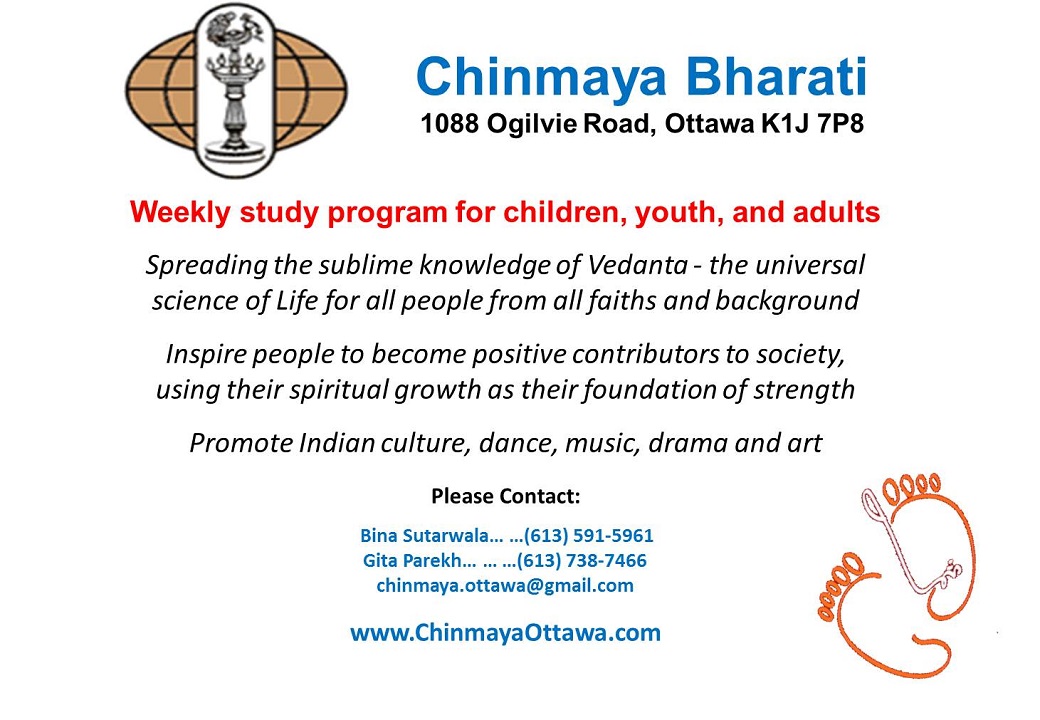 Chinmaya Bharati
1088 Ogilvie Road, Ottawa K1J 7P8
Weekly study program for children, youth, and adults
Spreading the sublime knowledge of Vedanta - the universal
science of Life for all people from all faiths and background
Inspire people to become positive contributors to society,
using their spiritual growth as their foundation of strength
Promote Indian culture, dance, music, drama and art
Please Contact:
Bina Sutarwala... ...(613) 591-5961
Gita Parekh... ... ...(613) 738-7466
chinmaya.ottawa@gmail.com
www.ChinmayaOttawa.com